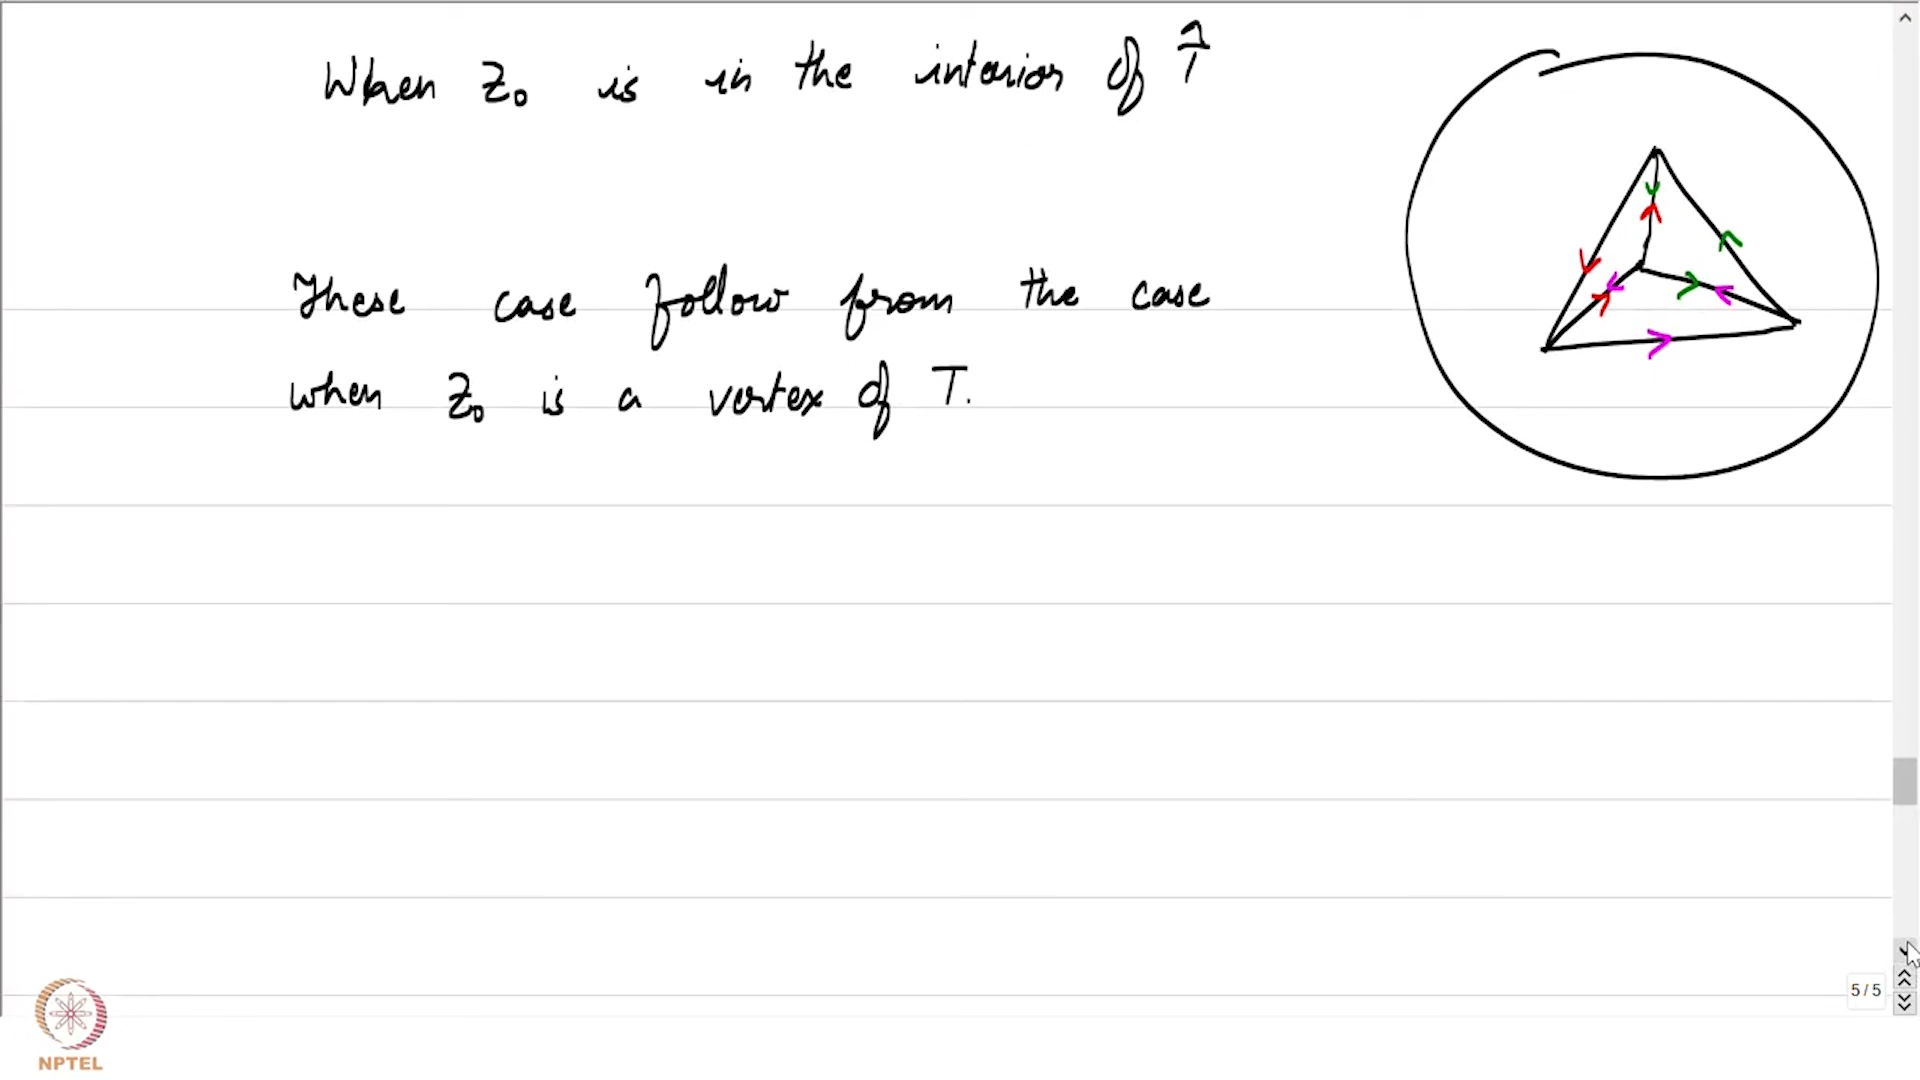 When z₀ is in the interior of T̂
These case follow from the case
when z₀ is a vertex of T.
5 / 5
NPTEL